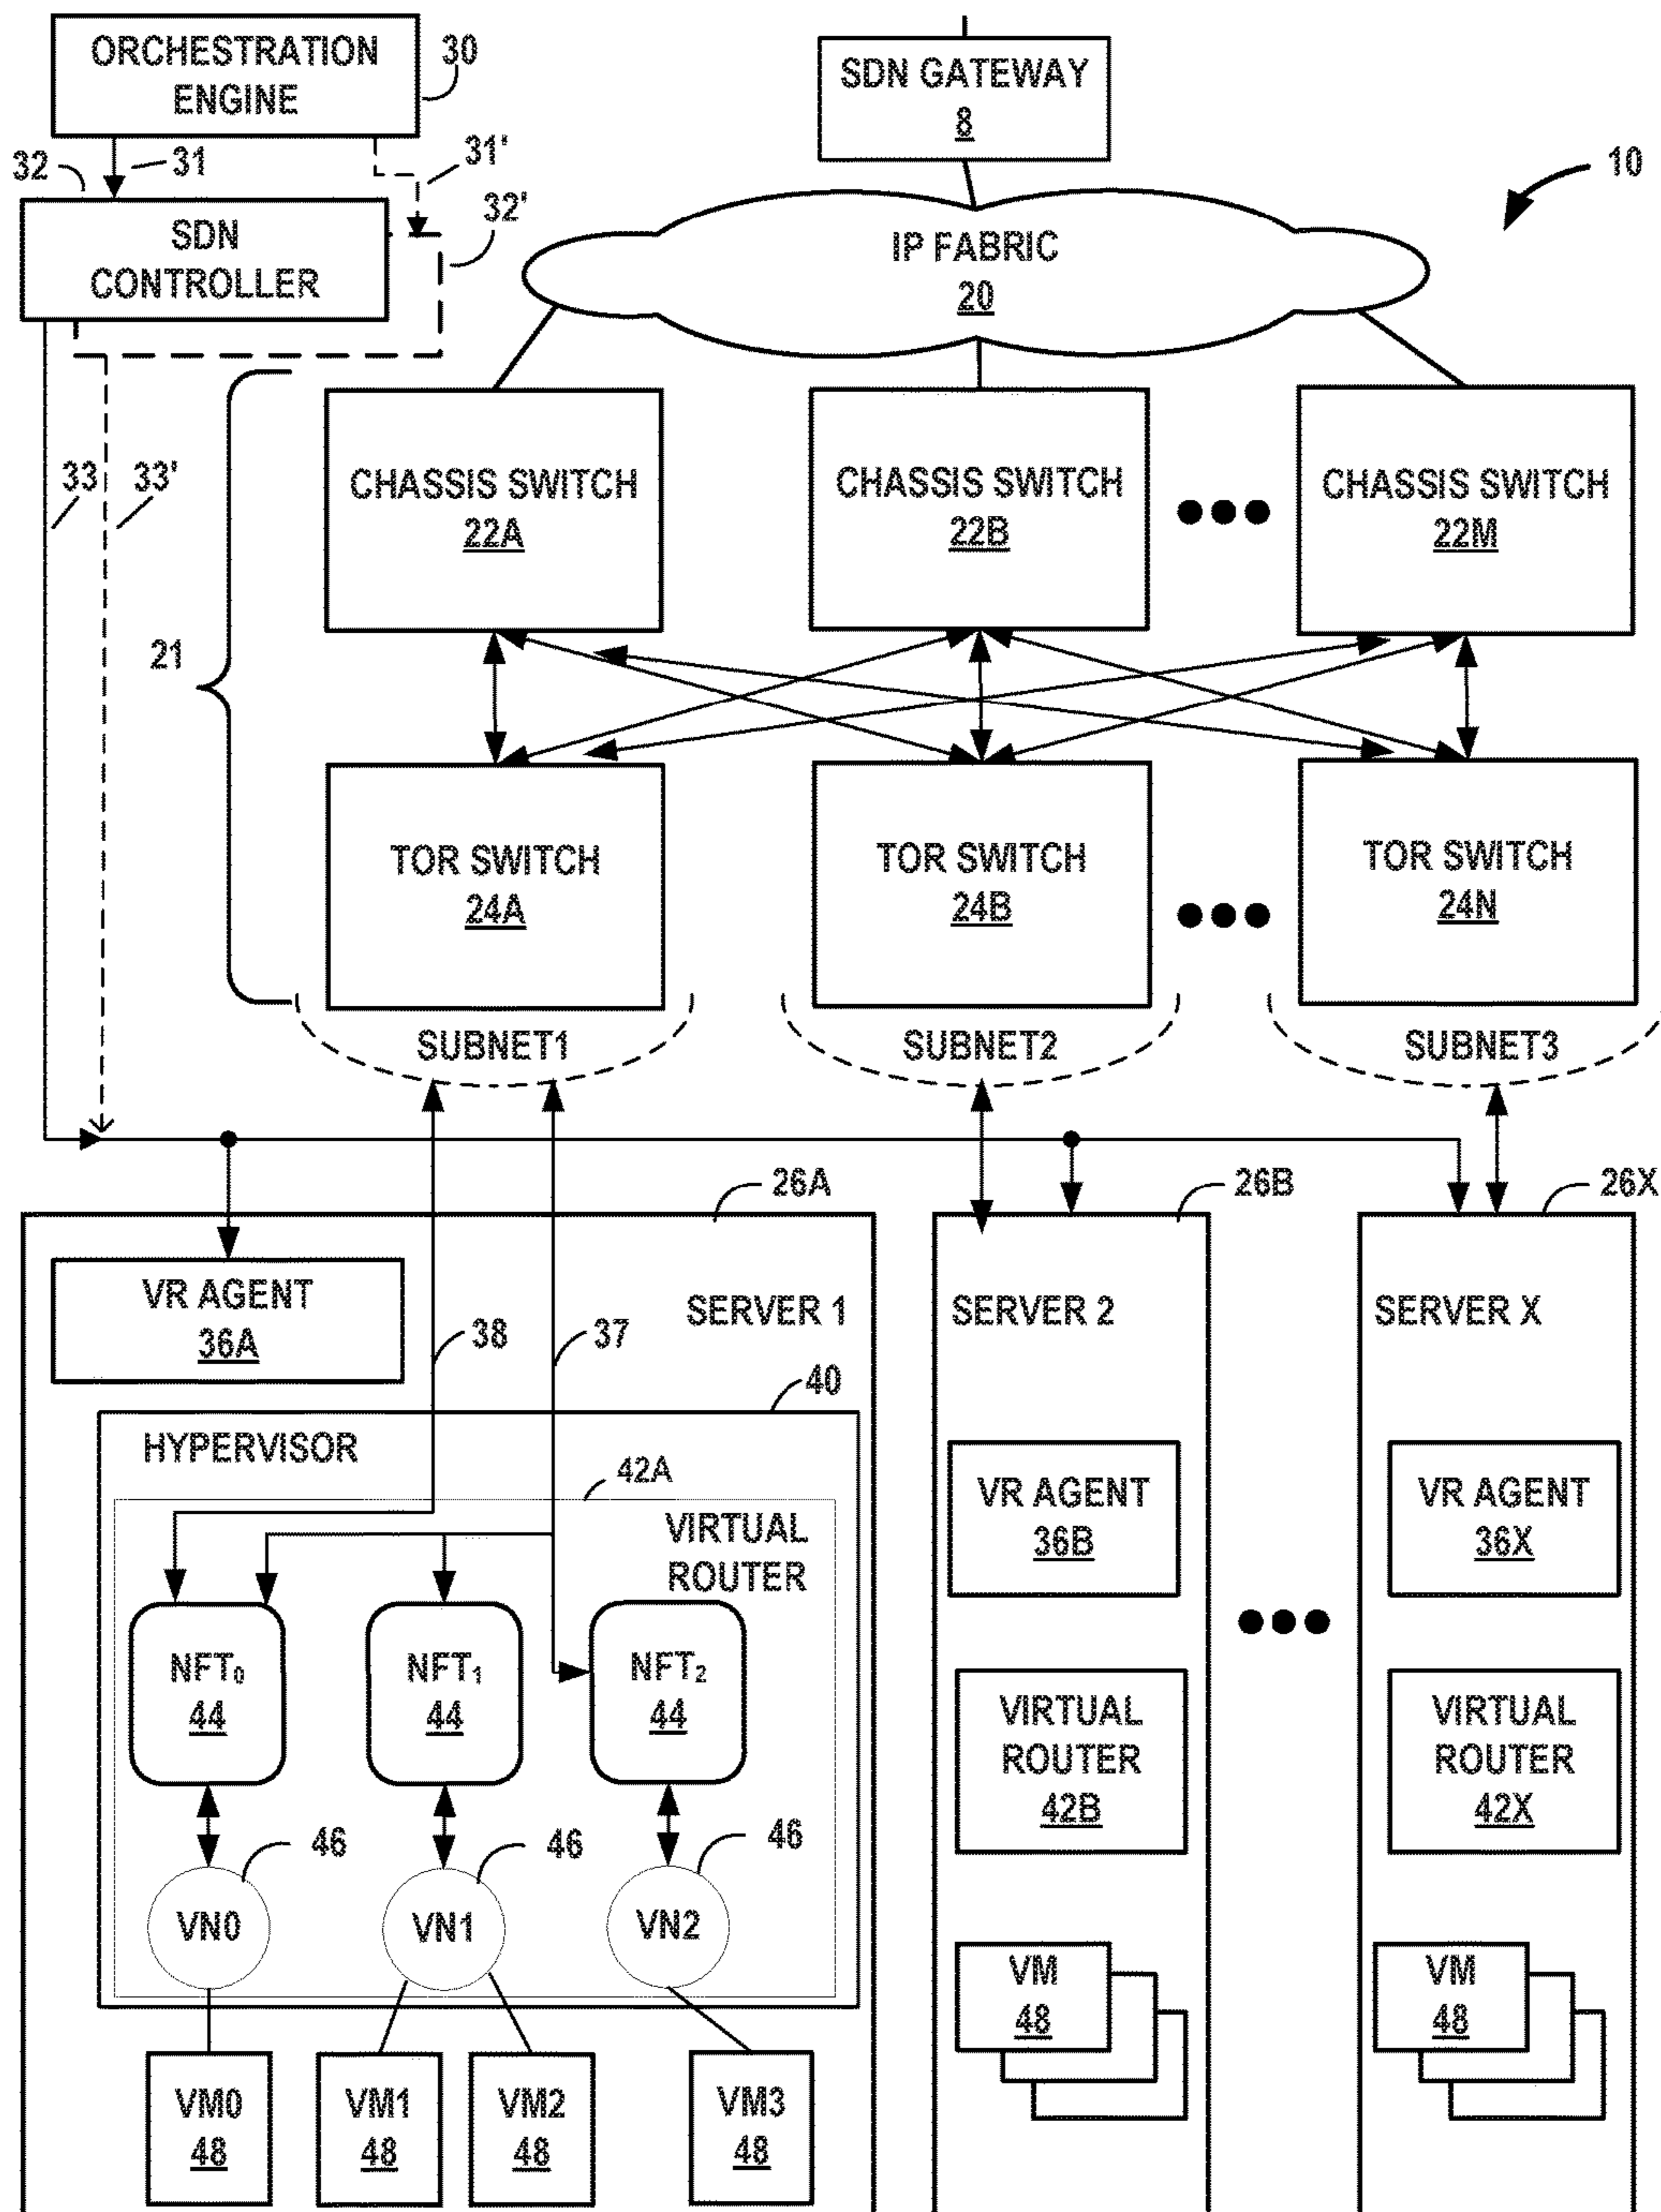 ORCHESTRATION
ENGINE
30
SDN GATEWAY
8
32
31
31'
10
32'
SDN
CONTROLLER
IP FABRIC
20
33
33'
CHASSIS SWITCH
22A
CHASSIS SWITCH
22B
CHASSIS SWITCH
22M
21
TOR SWITCH
24A
TOR SWITCH
24B
TOR SWITCH
24N
SUBNET1
SUBNET2
SUBNET3
26A
26B
26X
VR AGENT
36A
SERVER 1
SERVER 2
SERVER X
38
37
40
HYPERVISOR
42A
VIRTUAL
ROUTER
VR AGENT
36B
VR AGENT
36X
NFT₀
44
NFT₁
44
NFT₂
44
VIRTUAL
ROUTER
42B
VIRTUAL
ROUTER
42X
46
46
46
VN0
VN1
VN2
VM
48
VM
48
VM0
48
VM1
48
VM2
48
VM3
48